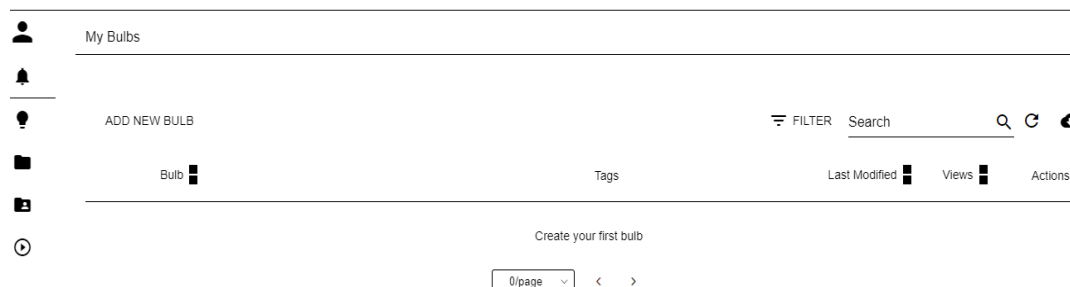 My Bulbs
ADD NEW BULB FILTER Search
Bulb Tags Last Modified Views Actions
Create your first bulb
0/page